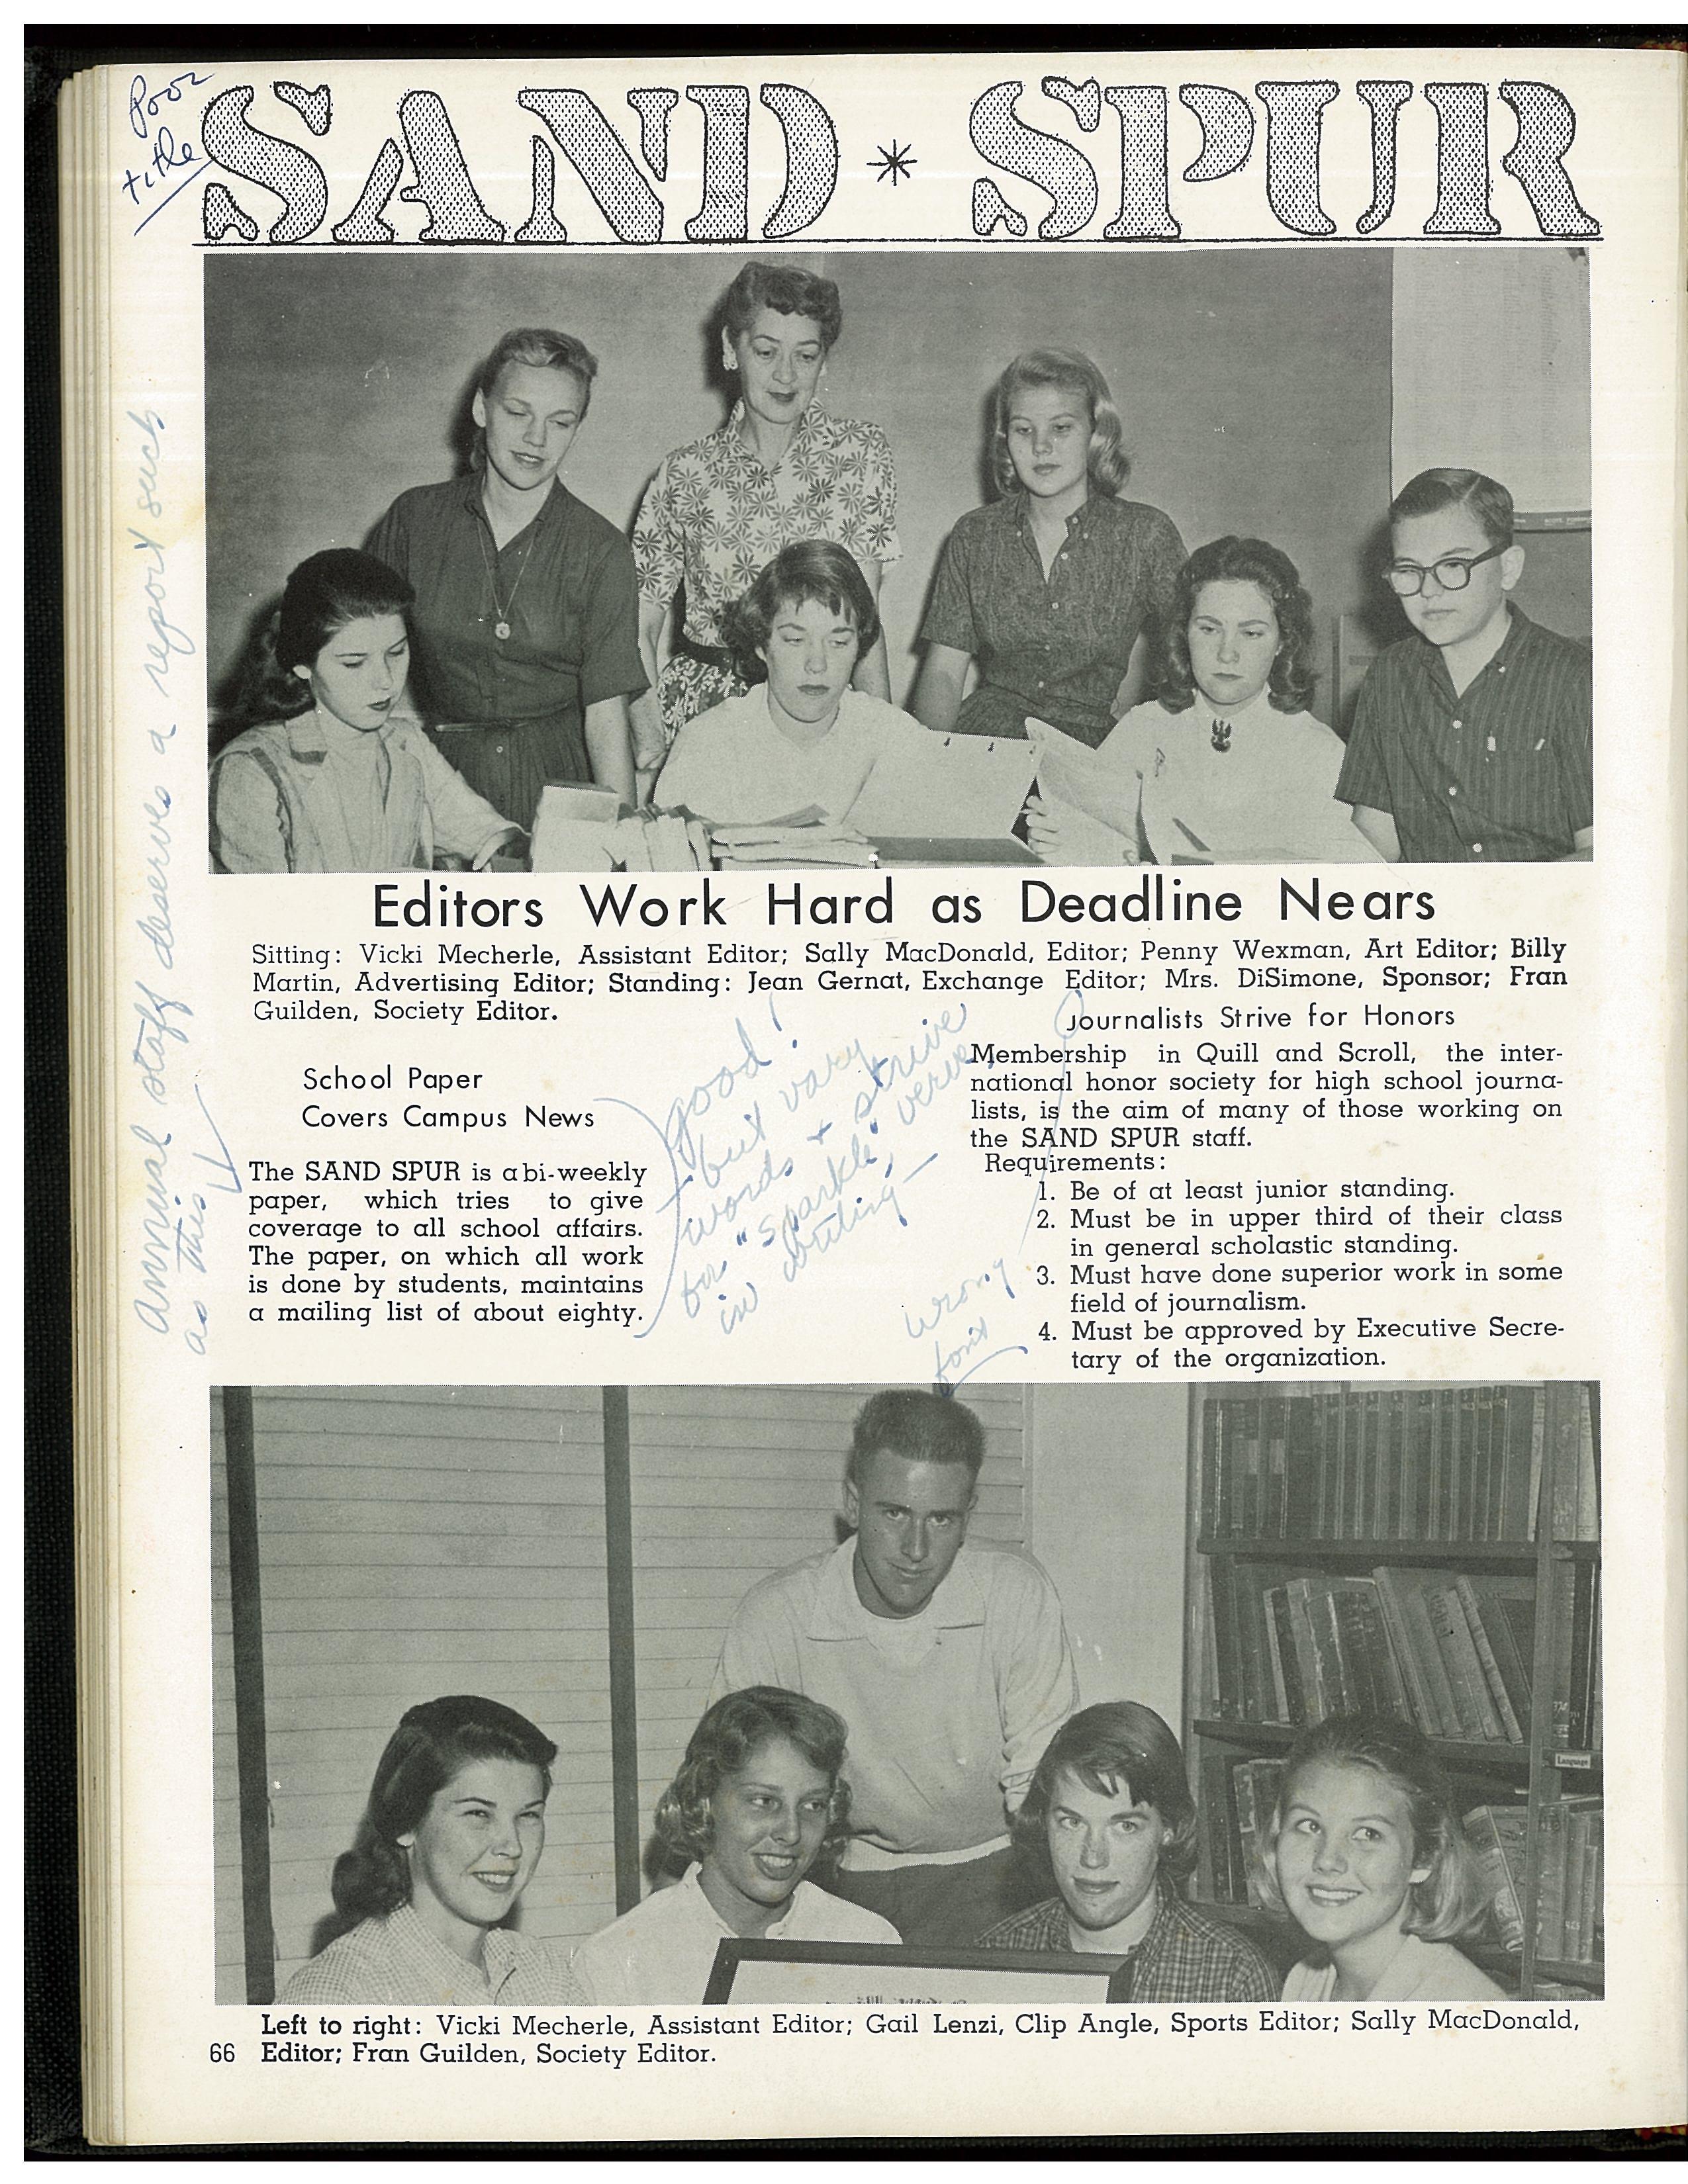 Poor
title
SAND * SPUR
Editors Work Hard as Deadline Nears
Sitting: Vicki Mecherle, Assistant Editor; Sally MacDonald, Editor; Penny Wexman, Art Editor; Billy
Martin, Advertising Editor; Standing: Jean Gernat, Exchange Editor; Mrs. DiSimone, Sponsor; Fran
Guilden, Society Editor.
annual staff deserves a report such
as this
School Paper
Covers Campus News
The SAND SPUR is a bi-weekly
paper, which tries to give
coverage to all school affairs.
The paper, on which all work
is done by students, maintains
a mailing list of about eighty.
good!
but vary
words + strive
for "sparkle, verve,
in writing—
wrong
font
Journalists Strive for Honors
Membership in Quill and Scroll, the inter-
national honor society for high school journa-
lists, is the aim of many of those working on
the SAND SPUR staff.
Requirements:
1. Be of at least junior standing.
2. Must be in upper third of their class
in general scholastic standing.
3. Must have done superior work in some
field of journalism.
4. Must be approved by Executive Secre-
tary of the organization.
Language
Left to right: Vicki Mecherle, Assistant Editor; Gail Lenzi, Clip Angle, Sports Editor; Sally MacDonald,
66 Editor; Fran Guilden, Society Editor.